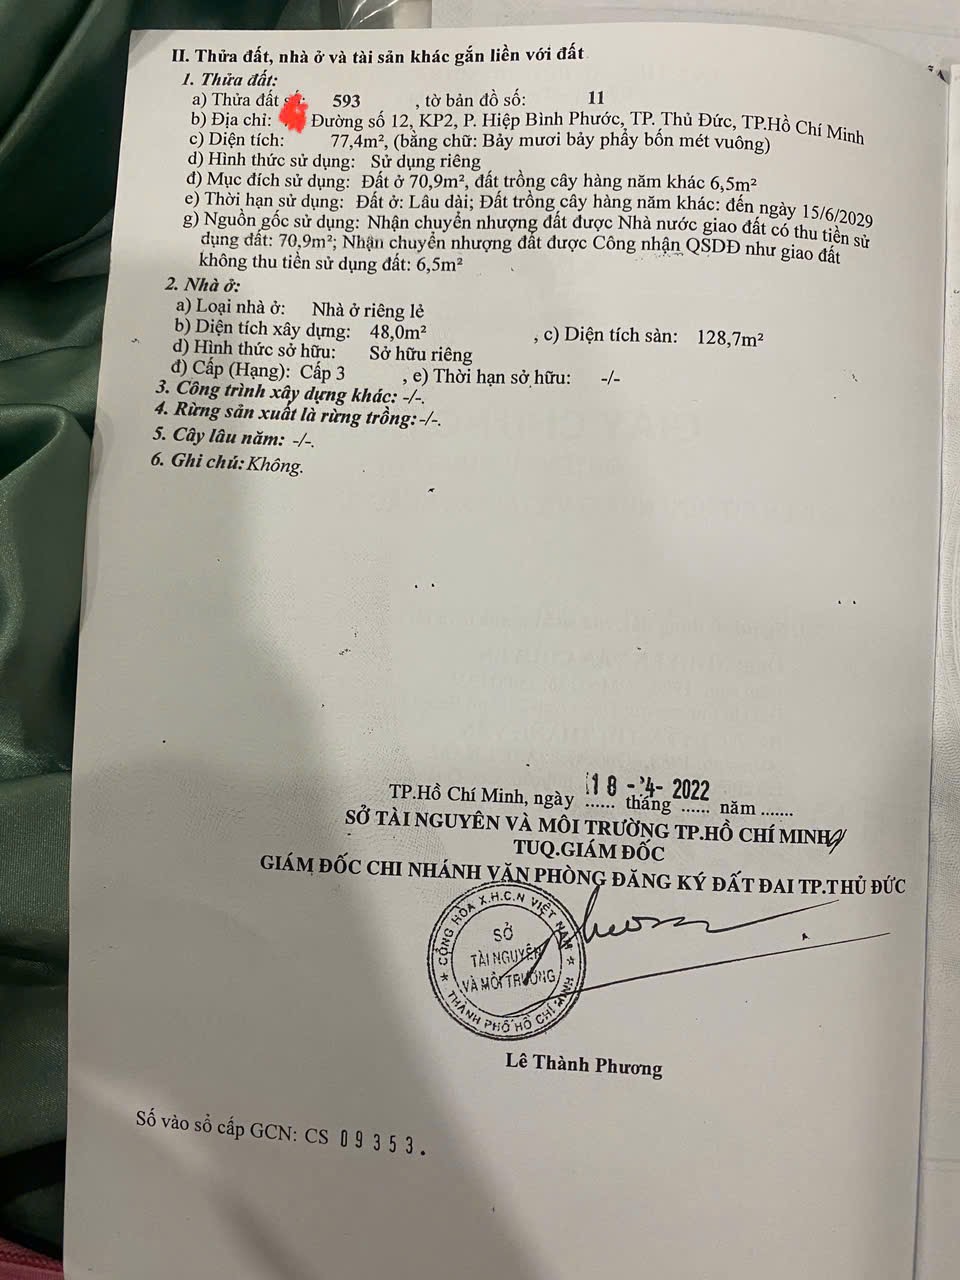 II. Thửa đất, nhà ở và tài sản khác gắn liền với đất
1. Thửa đất:
a) Thửa đất số: 593 , tờ bản đồ số: 11
b) Địa chỉ: Đường số 12, KP2, P. Hiệp Bình Phước, TP. Thủ Đức, TP.Hồ Chí Minh
c) Diện tích: 77,4m², (bằng chữ: Bảy mươi bảy phẩy bốn mét vuông)
d) Hình thức sử dụng: Sử dụng riêng
đ) Mục đích sử dụng: Đất ở 70,9m², đất trồng cây hàng năm khác 6,5m²
e) Thời hạn sử dụng: Đất ở: Lâu dài; Đất trồng cây hàng năm khác: đến ngày 15/6/2029
g) Nguồn gốc sử dụng: Nhận chuyển nhượng đất được Nhà nước giao đất có thu tiền sử
dụng đất: 70,9m²; Nhận chuyển nhượng đất được Công nhận QSDĐ như giao đất
không thu tiền sử dụng đất: 6,5m²
2. Nhà ở:
a) Loại nhà ở: Nhà ở riêng lẻ
b) Diện tích xây dựng: 48,0m² , c) Diện tích sàn: 128,7m²
d) Hình thức sở hữu: Sở hữu riêng
đ) Cấp (Hạng): Cấp 3 , e) Thời hạn sở hữu: -/-
3. Công trình xây dựng khác: -/-.
4. Rừng sản xuất là rừng trồng: -/-.
5. Cây lâu năm: -/-.
6. Ghi chú: Không.
TP.Hồ Chí Minh, ngày 18 tháng 4 năm 2022
SỞ TÀI NGUYÊN VÀ MÔI TRƯỜNG TP.HỒ CHÍ MINH
TUQ.GIÁM ĐỐC
GIÁM ĐỐC CHI NHÁNH VĂN PHÒNG ĐĂNG KÝ ĐẤT ĐAI TP.THỦ ĐỨC
CỘNG HÒA X.H.C.N VIỆT NAM
SỞ
TÀI NGUYÊN
VÀ MÔI TRƯỜNG
THÀNH PHỐ HỒ CHÍ MINH
Lê Thành Phương
Số vào sổ cấp GCN: CS 09353.